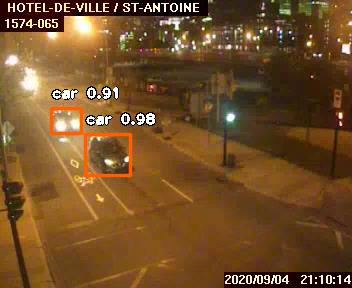 HOTEL-DE-VILLE / ST-ANTOINE
1574-065
car 0.91
car 0.98
2020/09/04 21:10:14